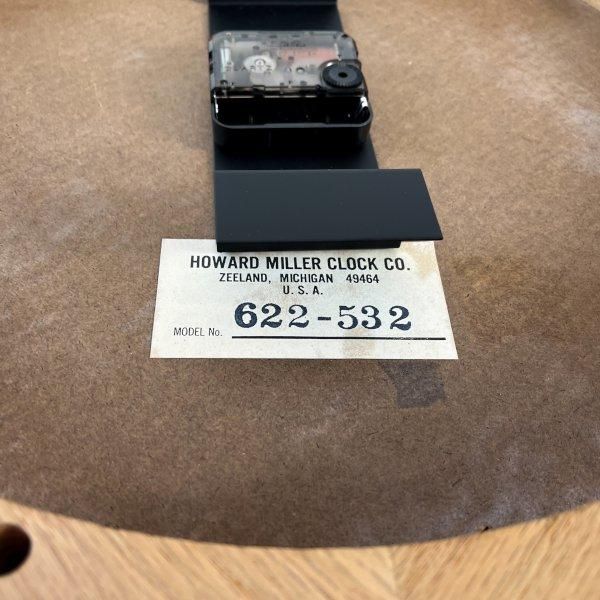 HOWARD MILLER CLOCK CO.
ZEELAND, MICHIGAN 49464
U. S. A.
MODEL No. 622-532